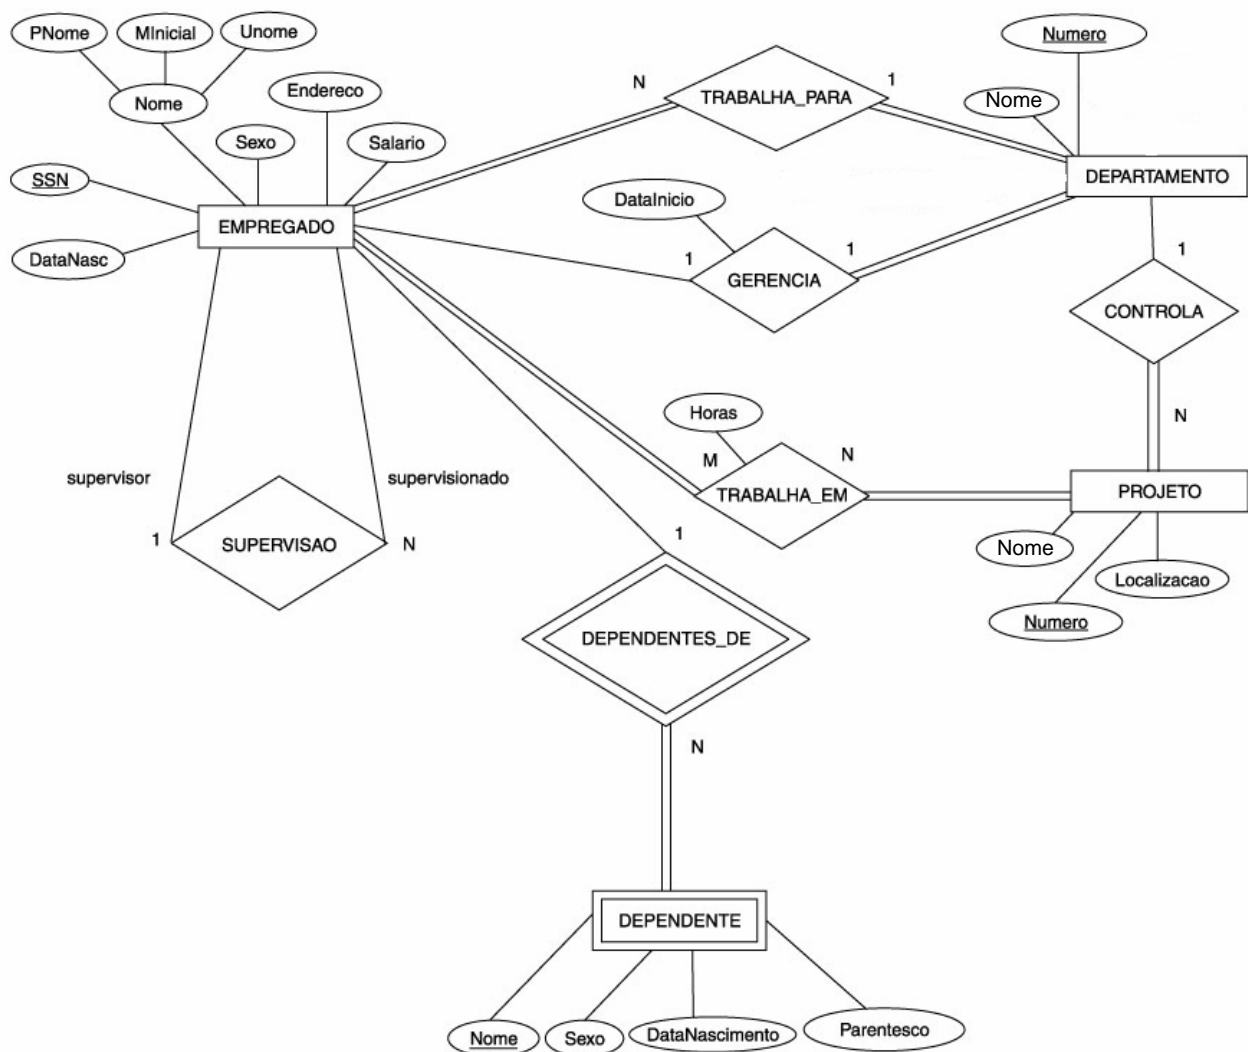 PNome
MInicial
Unome
Nome
Endereco
Sexo
Salario
SSN
EMPREGADO
DataNasc
N
TRABALHA_PARA
1
Numero
Nome
DEPARTAMENTO
DataInicio
1
GERENCIA
1
1
CONTROLA
N
supervisor
supervisionado
1
SUPERVISAO
N
Horas
M
N
TRABALHA_EM
PROJETO
Nome
Localizacao
Numero
1
DEPENDENTES_DE
N
DEPENDENTE
Nome
Sexo
DataNascimento
Parentesco